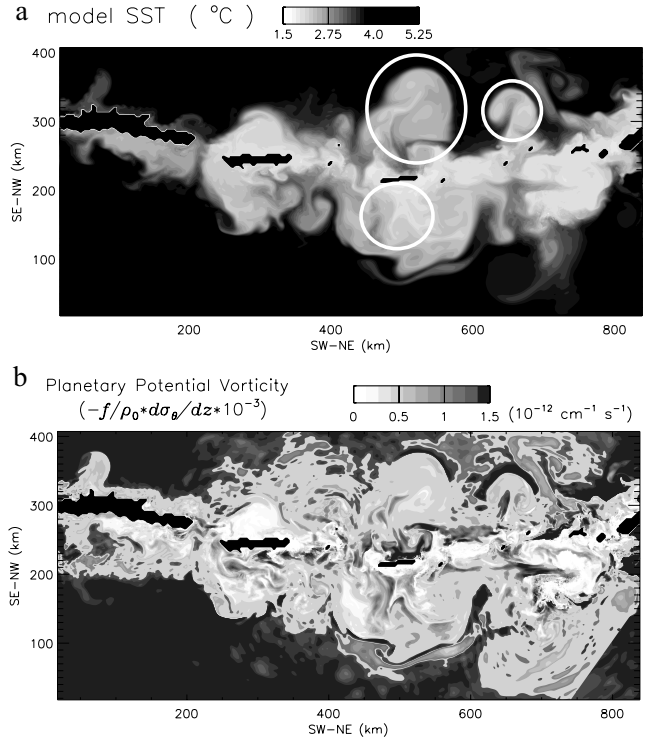 a model SST ( °C)
1.5 2.75 4.0 5.25
400
300
200
100
SE-NW (km)
200 400 600 800
SW-NE (km)
b Planetary Potential Vorticity
(-f/ρ₀*dσ_θ/dz*10⁻³)
0 0.5 1.0 1.5 (10⁻¹² cm⁻¹ s⁻¹)
400
300
200
100
SE-NW (km)
200 400 600 800
SW-NE (km)